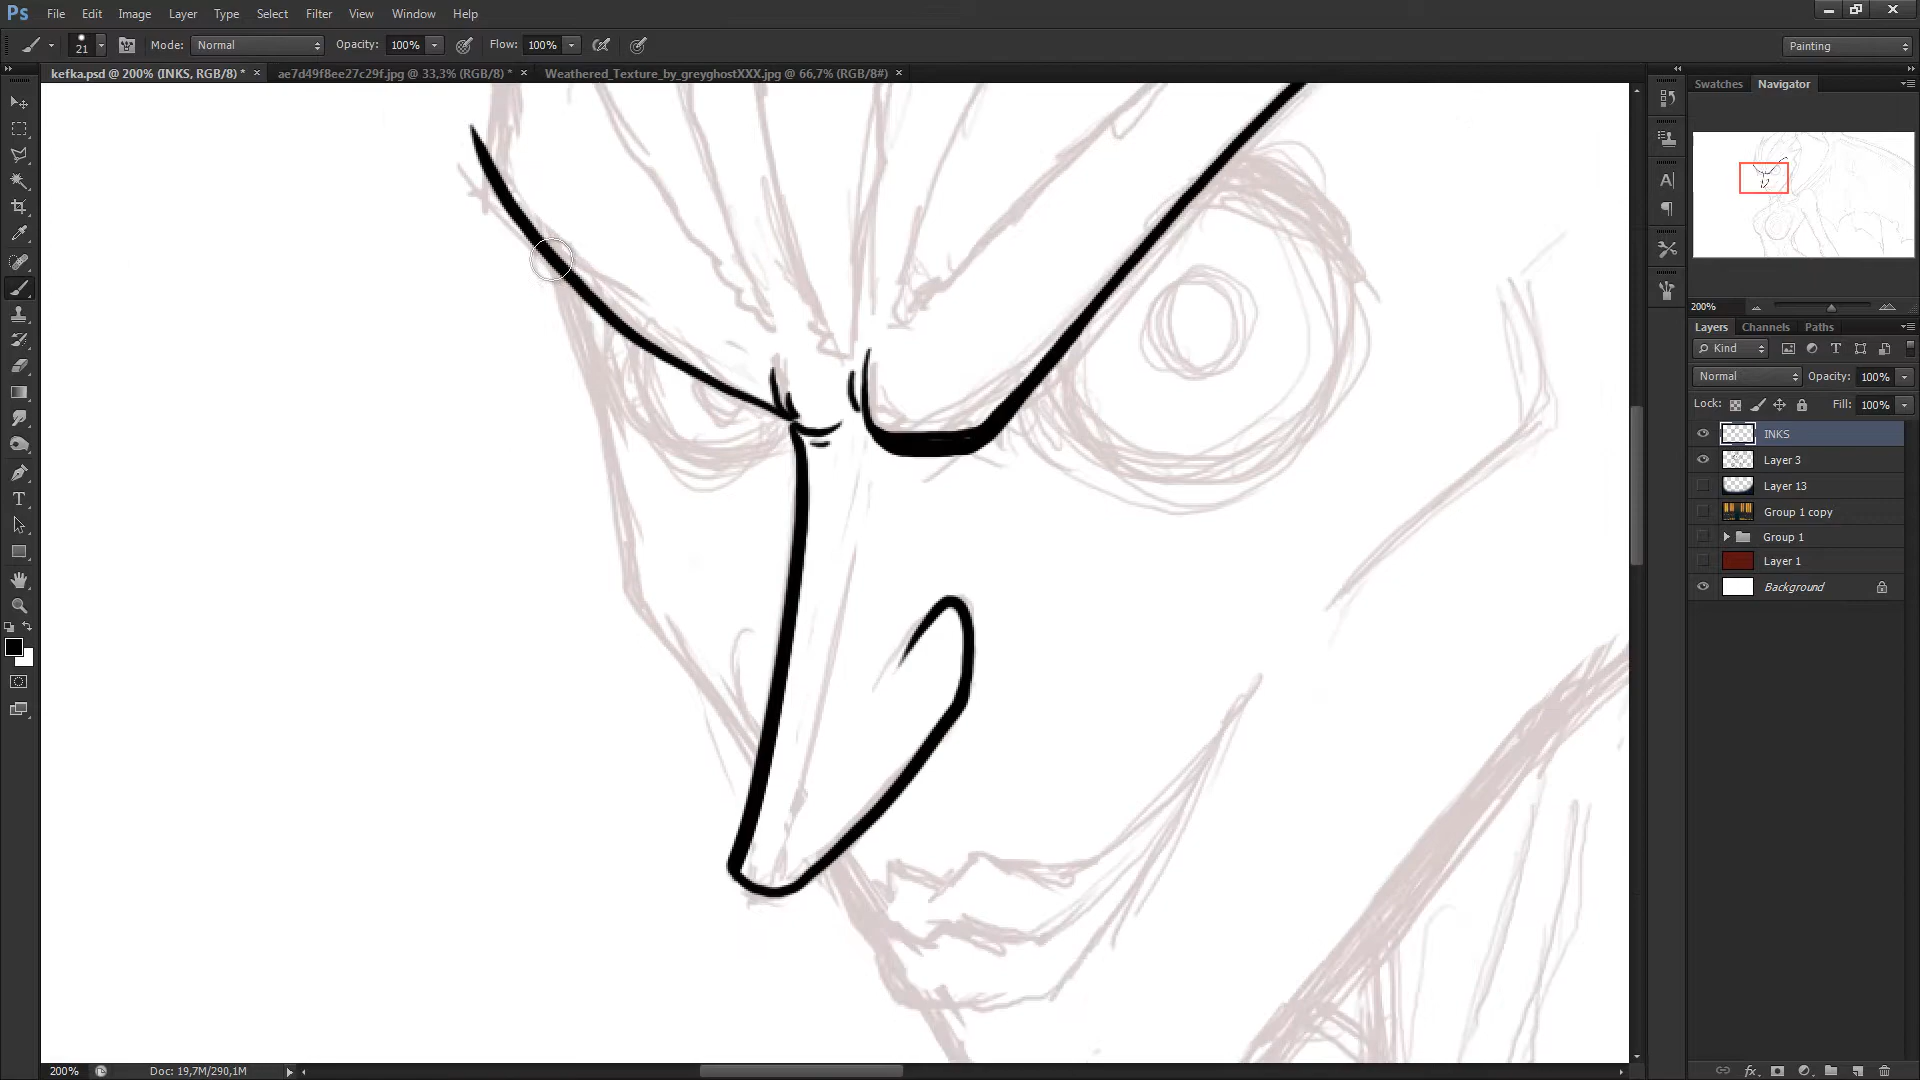 Ps File Edit Image Layer Type Select Filter View Window Help
21 Mode: Normal Opacity: 100% Flow: 100% Painting
kefka.psd @ 200% (INKS, RGB/8) * ae7d49f8ee27c29f.jpg @ 33,3% (RGB/8) * Weathered_Texture_by_greyghostXXX.jpg @ 66,7% (RGB/8#)
Swatches Navigator
200%
Layers Channels Paths
Kind
Normal Opacity: 100%
Lock: Fill: 100%
INKS
Layer 3
Layer 13
Group 1 copy
Group 1
Layer 1
Background
200% Doc: 19,7M/290,1M